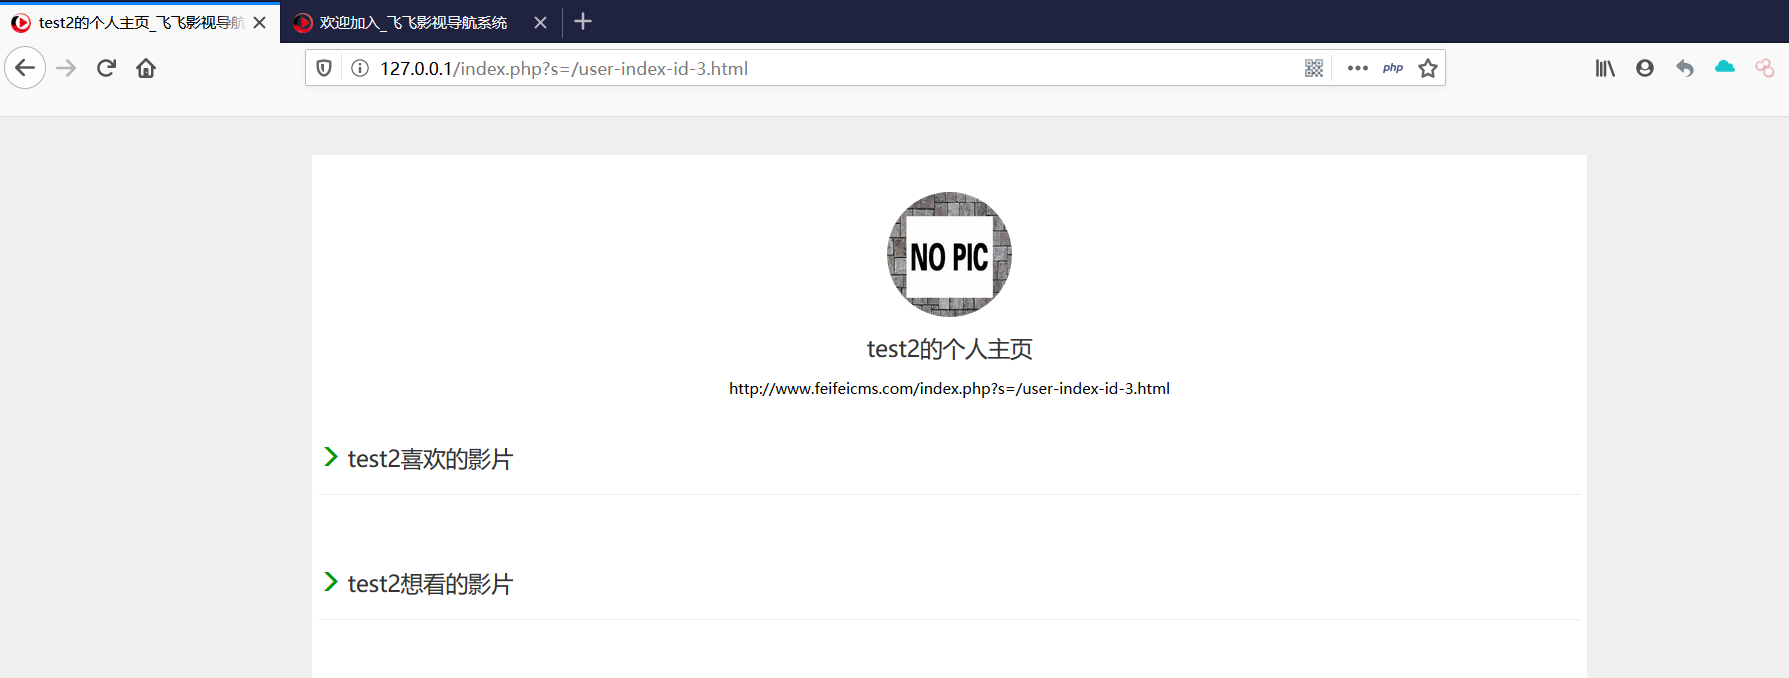 test2的个人主页_飞飞影视导航
欢迎加入_飞飞影视导航系统
127.0.0.1/index.php?s=/user-index-id-3.html
php
NO PIC
test2的个人主页
http://www.feifeicms.com/index.php?s=/user-index-id-3.html
test2喜欢的影片
test2想看的影片